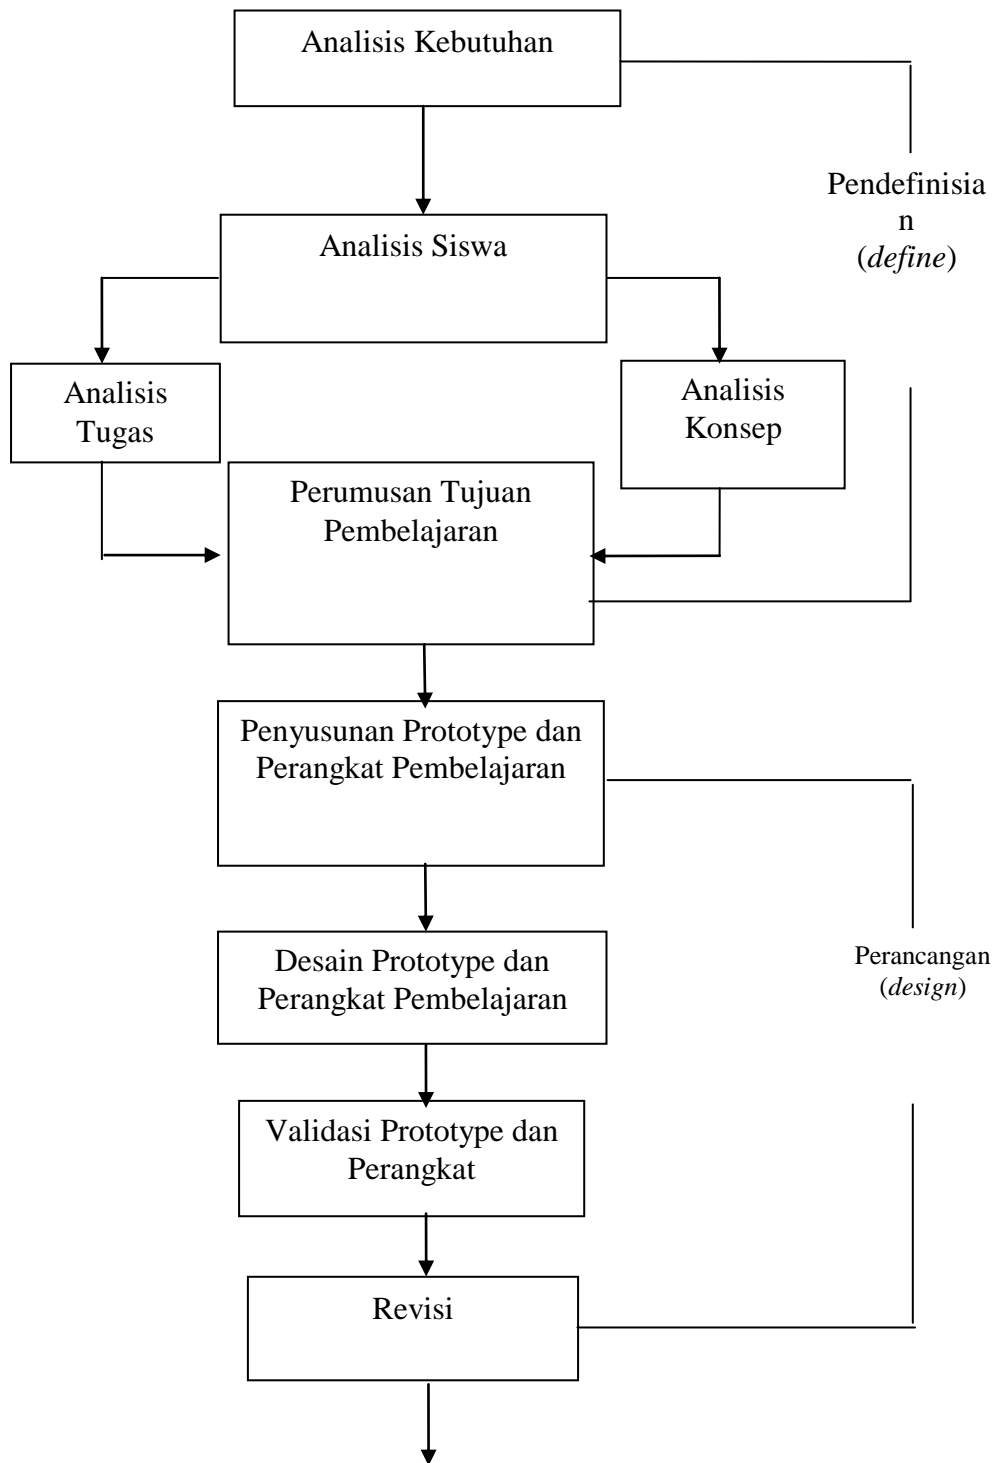 Analisis Kebutuhan
Pendefinisia
n
(define)
Analisis Siswa
Analisis
Tugas
Analisis
Konsep
Perumusan Tujuan
Pembelajaran
Penyusunan Prototype dan
Perangkat Pembelajaran
Desain Prototype dan
Perangkat Pembelajaran
Perancangan
(design)
Validasi Prototype dan
Perangkat
Revisi